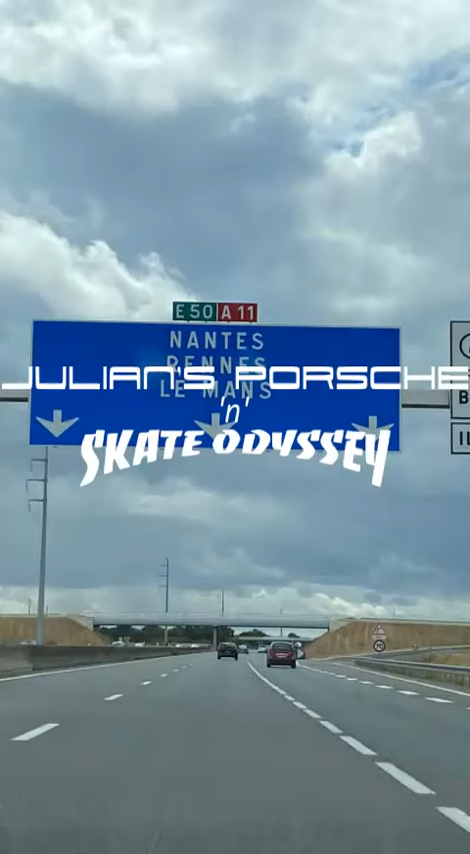 E 50 A 11
NANTES
RENNES
LE MANS
JULIAN'S PORSCHE
'n'
SKATE ODYSSEY